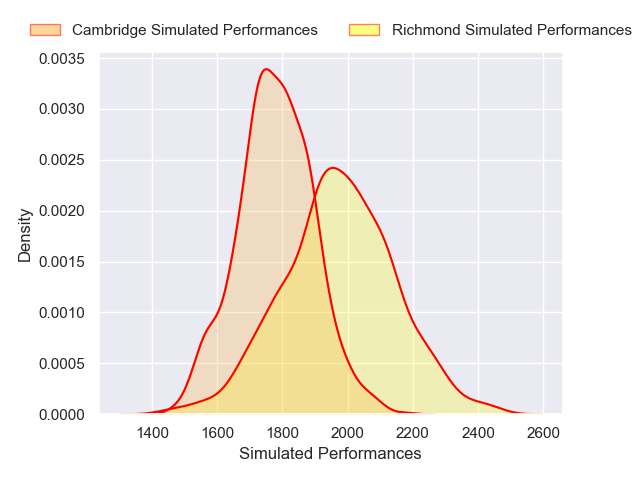 Cambridge Simulated Performances Richmond Simulated Performances
0.0035
0.0030
0.0025
0.0020
0.0015
0.0010
0.0005
0.0000
Density
1400 1600 1800 2000 2200 2400 2600
Simulated Performances